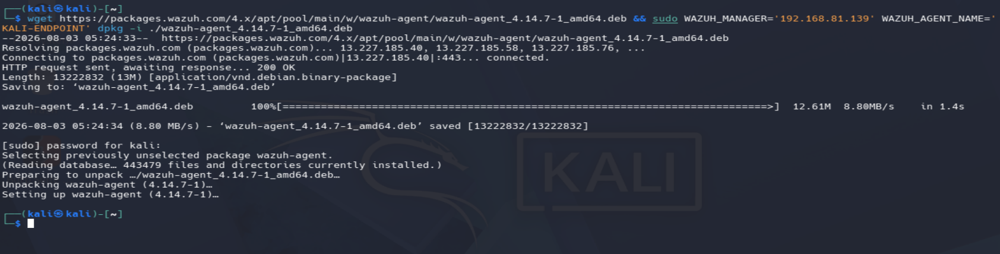 ┌──(kali㉿kali)-[~]
└─$ wget https://packages.wazuh.com/4.x/apt/pool/main/w/wazuh-agent/wazuh-agent_4.14.7-1_amd64.deb && sudo WAZUH_MANAGER='192.168.81.139' WAZUH_AGENT_NAME='
KALI-ENDPOINT' dpkg -i ./wazuh-agent_4.14.7-1_amd64.deb
--2026-08-03 05:24:33--  https://packages.wazuh.com/4.x/apt/pool/main/w/wazuh-agent/wazuh-agent_4.14.7-1_amd64.deb
Resolving packages.wazuh.com (packages.wazuh.com)... 13.227.185.40, 13.227.185.58, 13.227.185.76, ...
Connecting to packages.wazuh.com (packages.wazuh.com)|13.227.185.40|:443... connected.
HTTP request sent, awaiting response... 200 OK
Length: 13222832 (13M) [application/vnd.debian.binary-package]
Saving to: ‘wazuh-agent_4.14.7-1_amd64.deb’
wazuh-agent_4.14.7-1_amd64.deb         100%[============================================================================>]  12.61M  8.80MB/s    in 1.4s
2026-08-03 05:24:34 (8.80 MB/s) - ‘wazuh-agent_4.14.7-1_amd64.deb’ saved [13222832/13222832]
[sudo] password for kali:
Selecting previously unselected package wazuh-agent.
(Reading database… 443479 files and directories currently installed.)
Preparing to unpack …/wazuh-agent_4.14.7-1_amd64.deb…
Unpacking wazuh-agent (4.14.7-1)…
Setting up wazuh-agent (4.14.7-1)…
KALI
┌──(kali㉿kali)-[~]
└─$